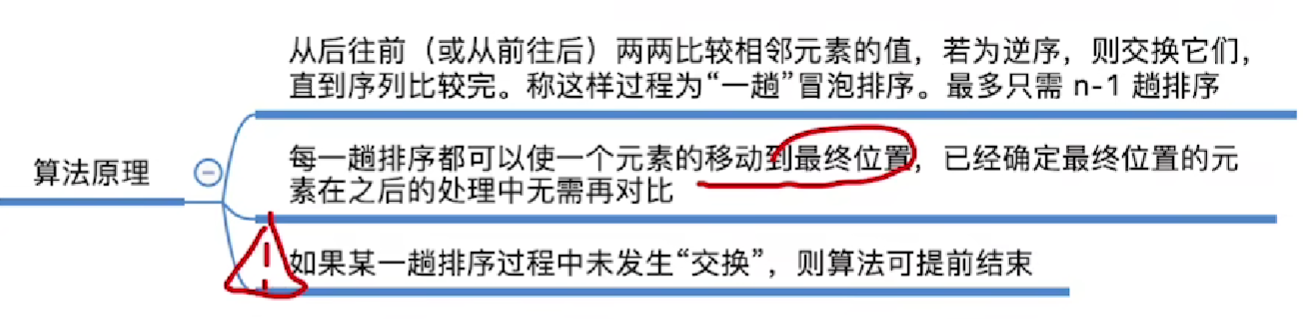 从后往前（或从前往后）两两比较相邻元素的值，若为逆序，则交换它们，
直到序列比较完。称这样过程为“一趟”冒泡排序。最多只需 n-1 趟排序
算法原理
每一趟排序都可以使一个元素的移动到最终位置，已经确定最终位置的元
素在之后的处理中无需再对比
如果某一趟排序过程中未发生“交换”，则算法可提前结束